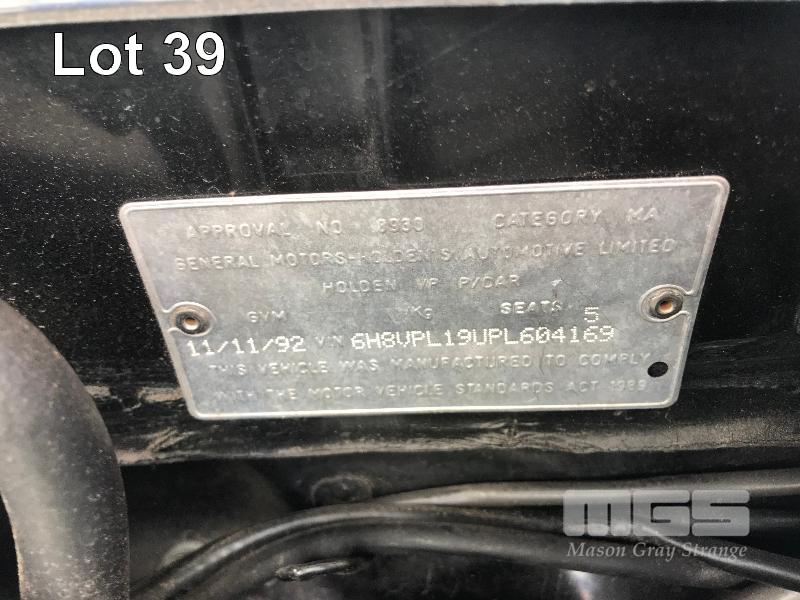 Lot 39
APPROVAL NO 8930 CATEGORY MA
GENERAL MOTORS-HOLDEN'S AUTOMOTIVE LIMITED
HOLDEN VP P/CAR
GVM /Kg SEATS 5
11/11/92 VIN 6H8VPL19UPL604169
THIS VEHICLE WAS MANUFACTURED TO COMPLY
WITH THE MOTOR VEHICLE STANDARDS ACT 1989
MGS
Mason Gray Strange